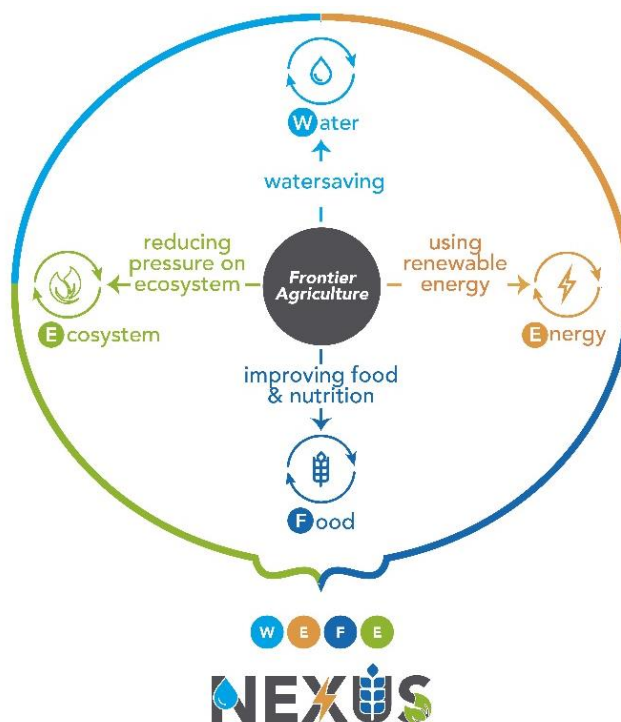 Water
watersaving
reducing
pressure on
ecosystem
Ecosystem
Frontier
Agriculture
using
renewable
energy
Energy
improving food
& nutrition
Food
W E F E
NEXUS